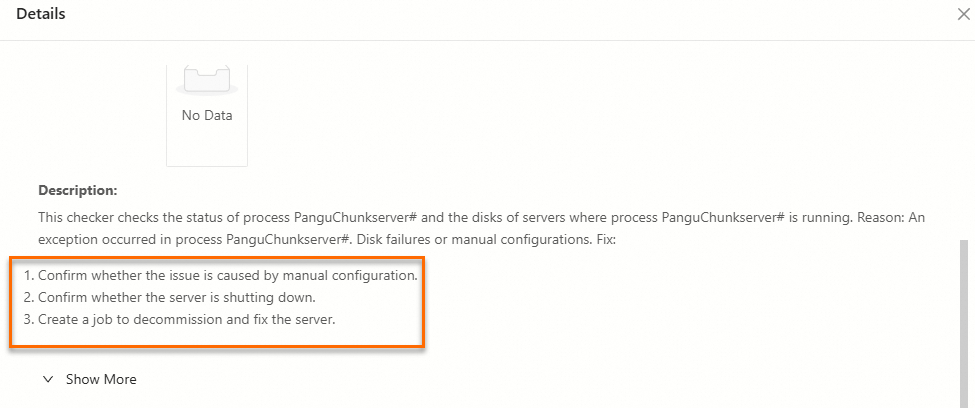 Details
No Data
Description:
This checker checks the status of process PanguChunkserver# and the disks of servers where process PanguChunkserver# is running. Reason: An
exception occurred in process PanguChunkserver#. Disk failures or manual configurations. Fix:
1. Confirm whether the issue is caused by manual configuration.
2. Confirm whether the server is shutting down.
3. Create a job to decommission and fix the server.
Show More